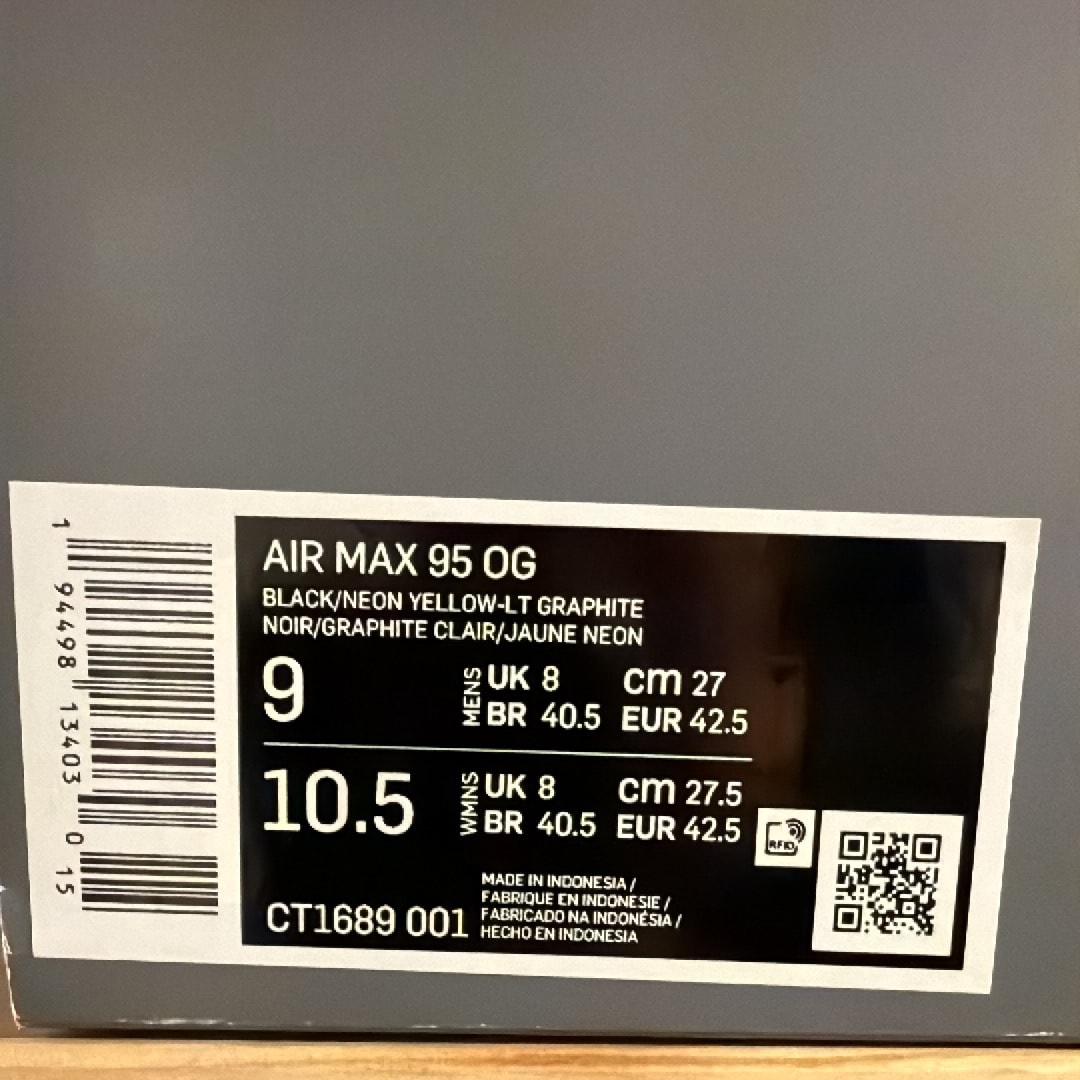 1 94498 13403 0 15
AIR MAX 95 OG
BLACK/NEON YELLOW-LT GRAPHITE
NOIR/GRAPHITE CLAIR/JAUNE NEON
9 MENS UK 8 cm 27
BR 40.5 EUR 42.5
10.5 WMNS UK 8 cm 27.5
BR 40.5 EUR 42.5
RFID
MADE IN INDONESIA /
FABRIQUE EN INDONESIE /
FABRICADO NA INDONÉSIA /
HECHO EN INDONESIA
CT1689 001